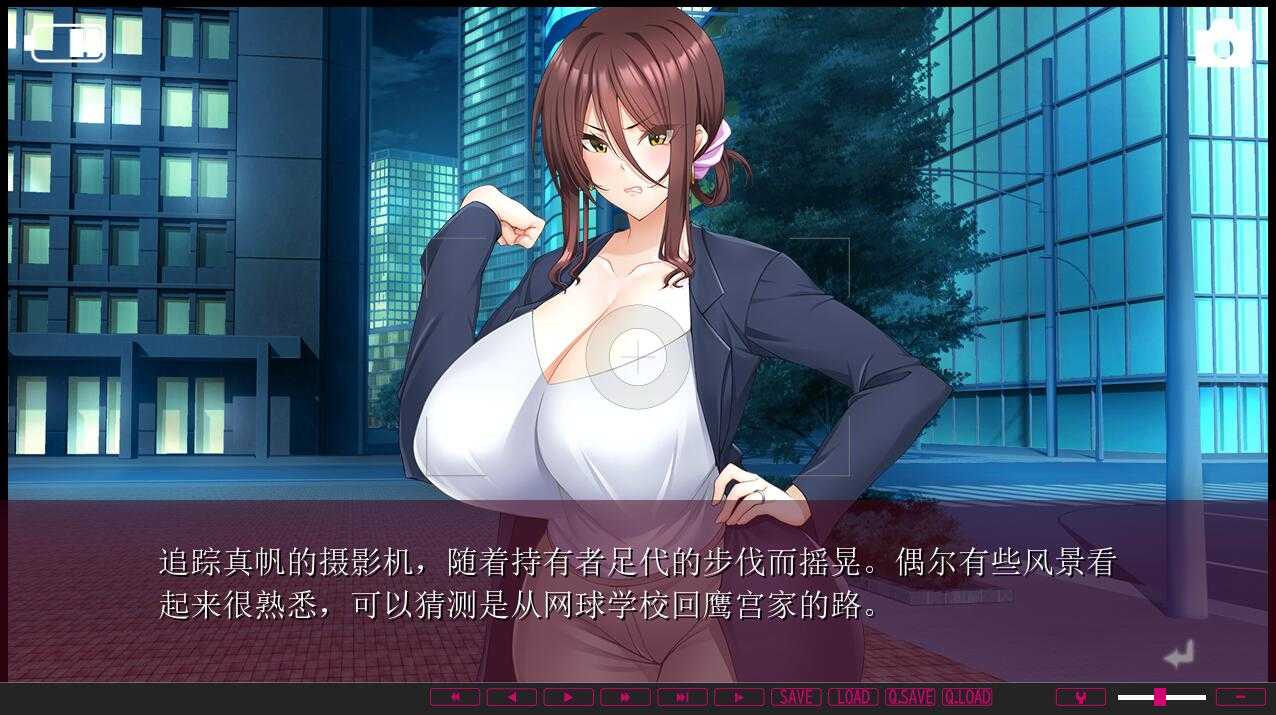 追踪真帆的摄影机，随着持有者足代的步伐而摇晃。偶尔有些风景看
起来很熟悉，可以猜测是从网球学校回鹰宫家的路。
SAVE LOAD Q.SAVE Q.LOAD